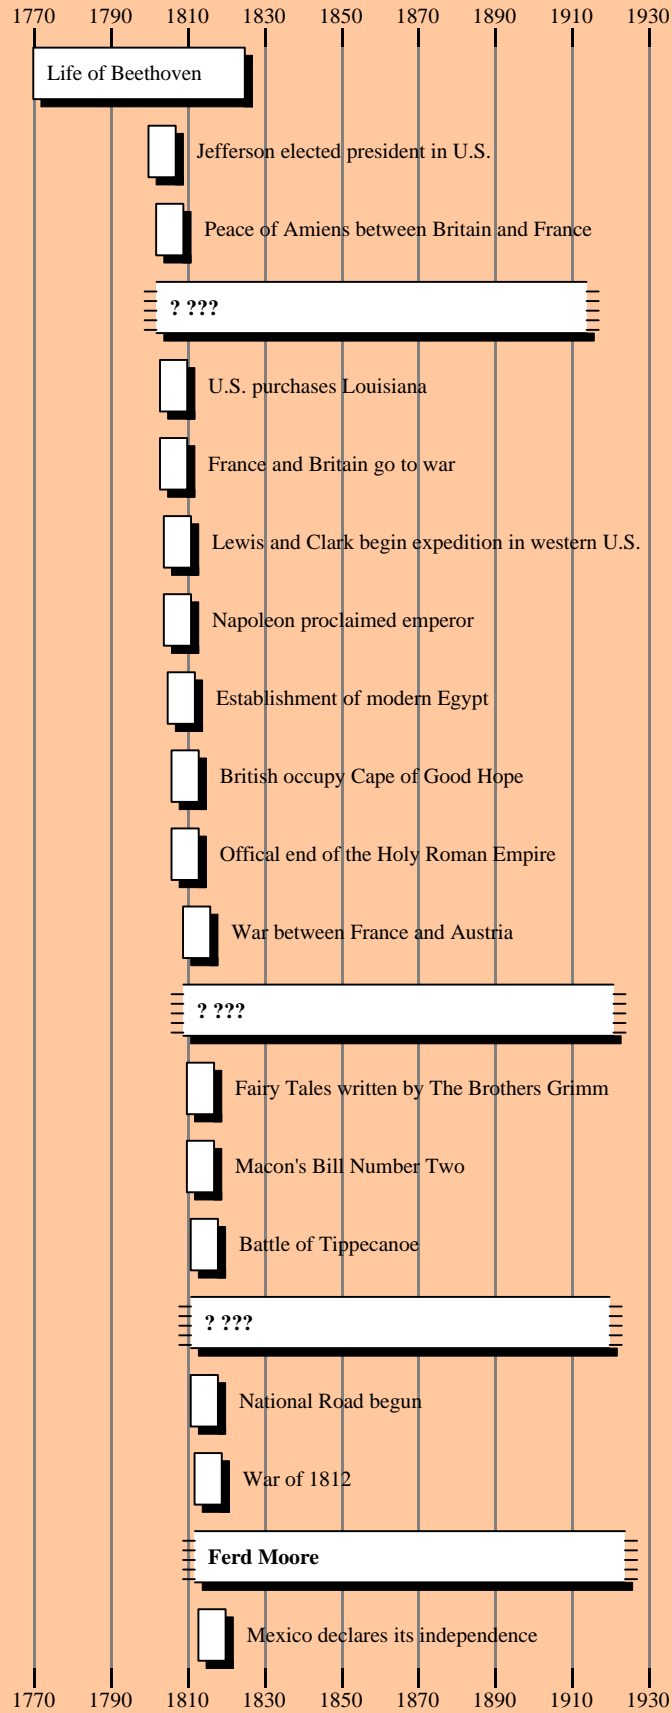 1770 1790 1810 1830 1850 1870 1890 1910 1930
Life of Beethoven
Jefferson elected president in U.S.
Peace of Amiens between Britain and France
? ???
U.S. purchases Louisiana
France and Britain go to war
Lewis and Clark begin expedition in western U.S.
Napoleon proclaimed emperor
Establishment of modern Egypt
British occupy Cape of Good Hope
Offical end of the Holy Roman Empire
War between France and Austria
? ???
Fairy Tales written by The Brothers Grimm
Macon's Bill Number Two
Battle of Tippecanoe
? ???
National Road begun
War of 1812
Ferd Moore
Mexico declares its independence
1770 1790 1810 1830 1850 1870 1890 1910 1930